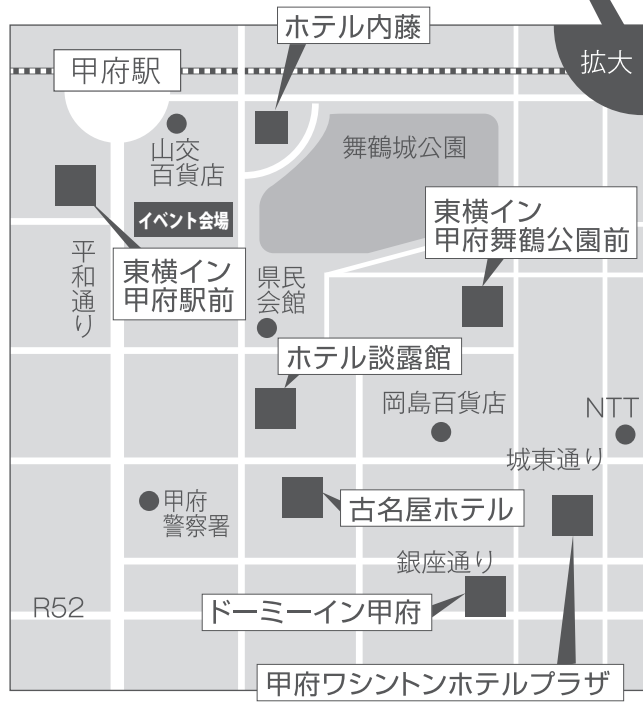 ホテル内藤
甲府駅
拡大
山交
百貨店
舞鶴城公園
イベント会場
東横イン
甲府舞鶴公園前
平和通り
東横イン
甲府駅前
県民
会館
ホテル談露館
岡島百貨店
NTT
城東通り
甲府
警察署
古名屋ホテル
銀座通り
R52
ドーミーイン甲府
甲府ワシントンホテルプラザ